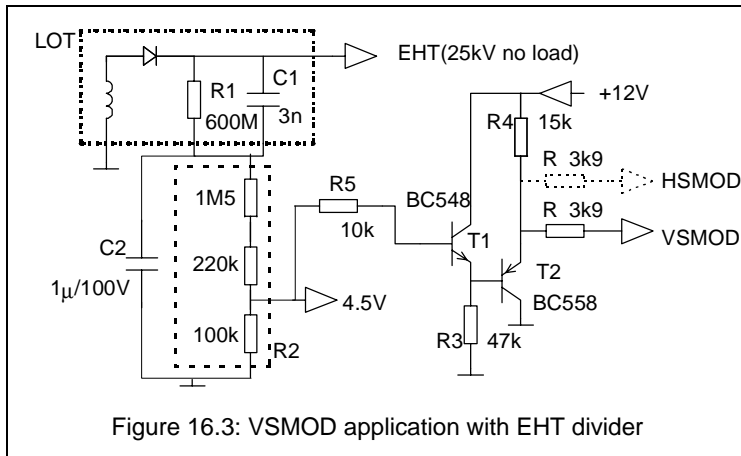 LOT
EHT(25kV no load)
R1
600M
C1
3n
+12V
R4
15k
R 3k9
HSMOD
R 3k9
VSMOD
1M5
R5
10k
BC548
T1
C2
1µ/100V
220k
4.5V
T2
BC558
100k
R2
R3
47k
Figure 16.3: VSMOD application with EHT divider